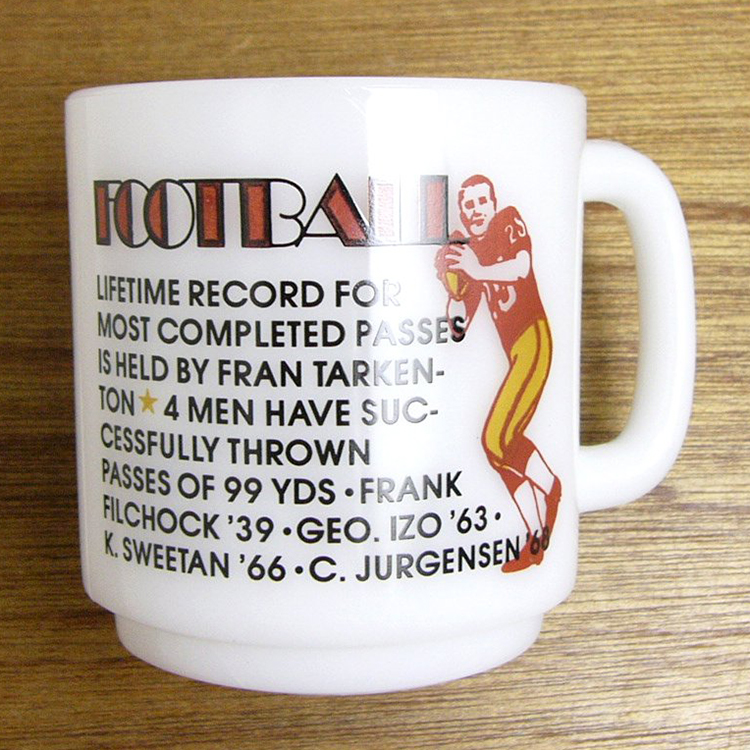 FOOTBALL
LIFETIME RECORD FOR
MOST COMPLETED PASSES
IS HELD BY FRAN TARKEN-
TON ★ 4 MEN HAVE SUC-
CESSFULLY THROWN
PASSES OF 99 YDS • FRANK
FILCHOCK '39 • GEO. IZO '63 •
K. SWEETAN '66 • C. JURGENSEN '68